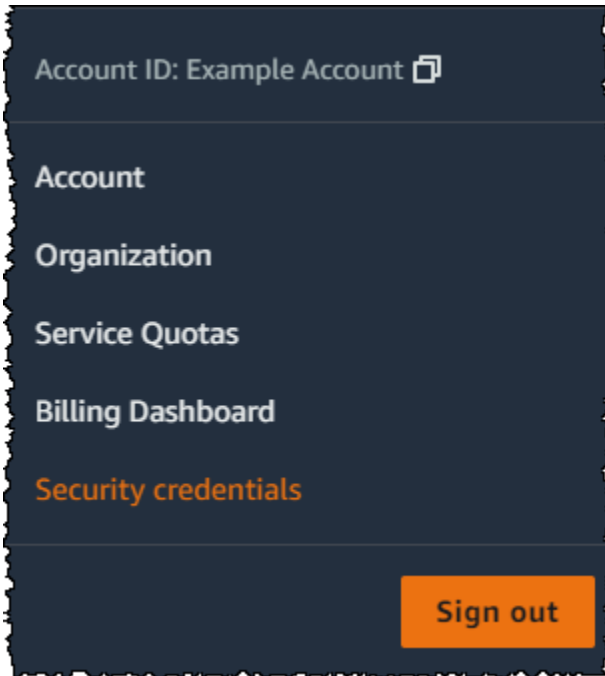 Account ID: Example Account
Account
Organization
Service Quotas
Billing Dashboard
Security credentials
Sign out